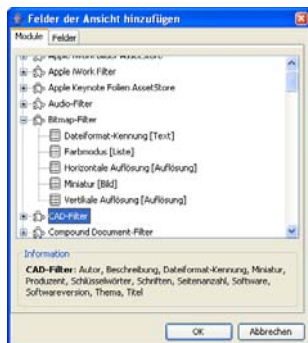 Felder der Ansicht hinzufügen
Module Felder
Apple iWork Filter
Apple Keynote Folien AssetStore
Audio-Filter
Bitmap-Filter
Dateiformat-Kennung [Text]
Farbmodus [Liste]
Horizontale Auflösung [Auflösung]
Miniatur [Bild]
Vertikale Auflösung [Auflösung]
CAD-Filter
Compound Document-Filter
Information
CAD-Filter: Autor, Beschreibung, Dateiformat-Kennung, Miniatur,
Produzent, Schlüsselwörter, Schriften, Seitenanzahl, Software,
Softwareversion, Thema, Titel
OK Abbrechen